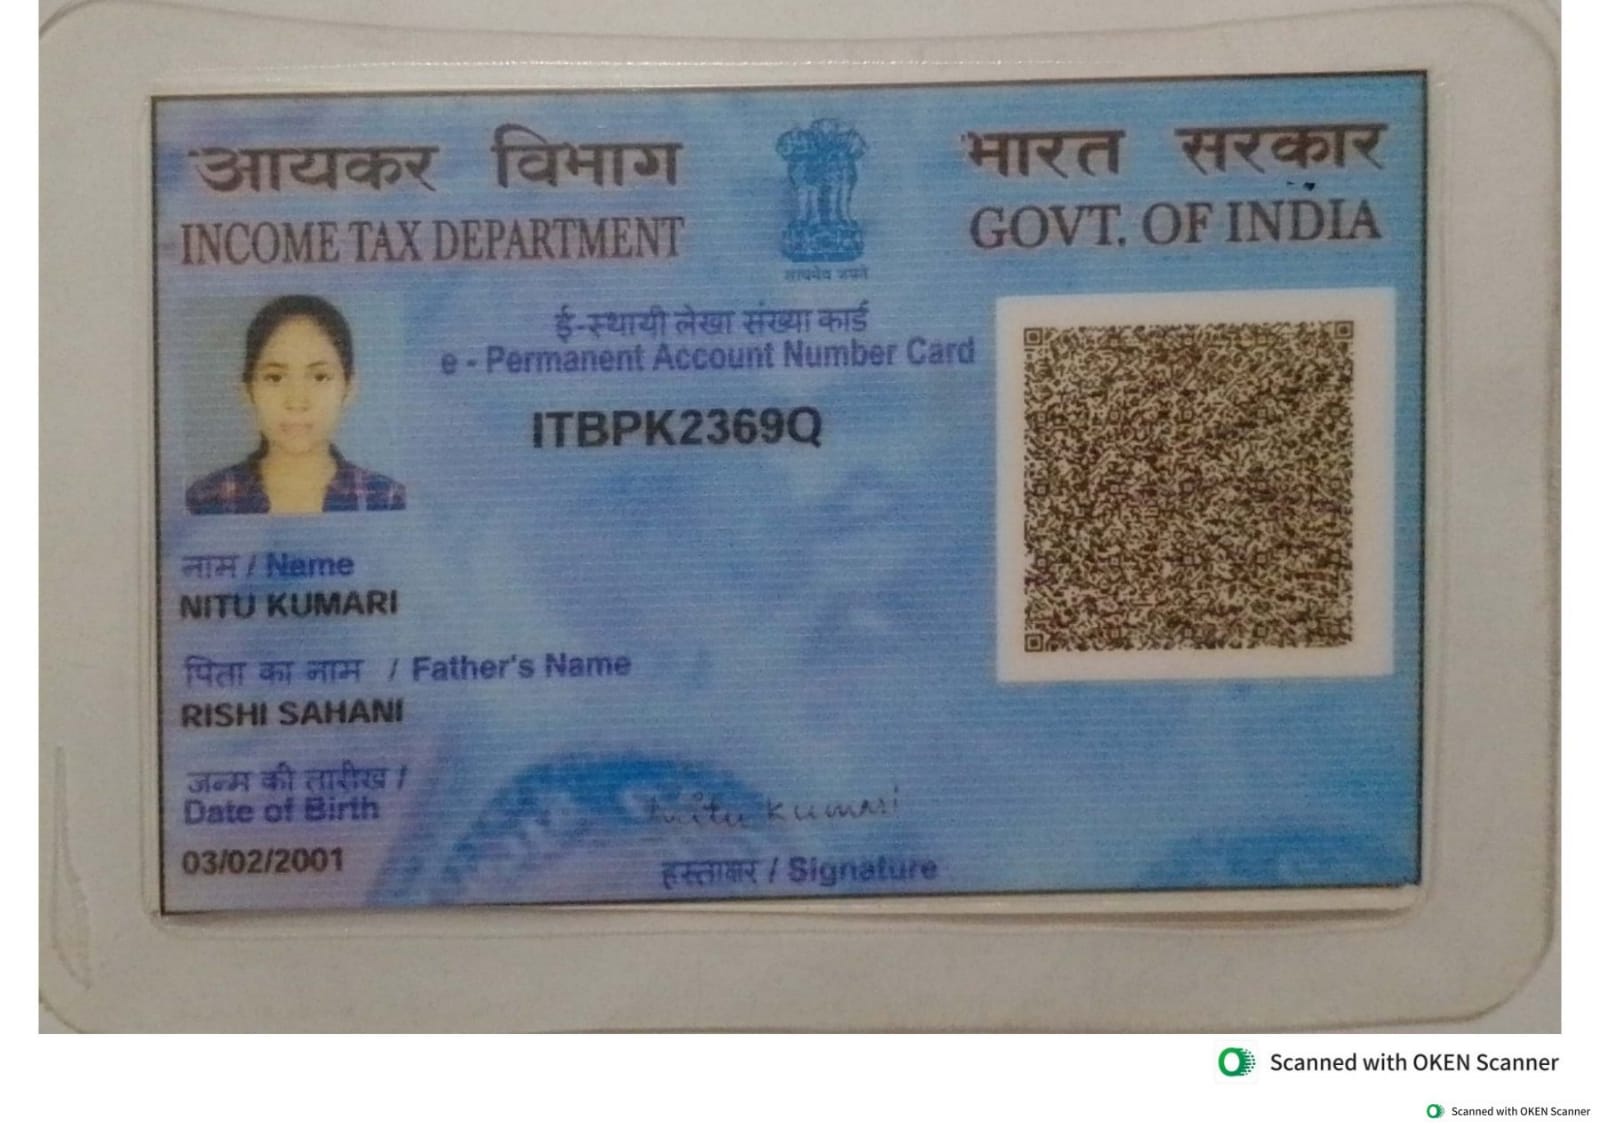 आयकर विभाग
INCOME TAX DEPARTMENT
सत्यमेव जयते
भारत सरकार
GOVT. OF INDIA
ई-स्थायी लेखा संख्या कार्ड
e - Permanent Account Number Card
ITBPK2369Q
नाम / Name
NITU KUMARI
पिता का नाम / Father's Name
RISHI SAHANI
जन्म की तारीख /
Date of Birth
03/02/2001
Nitu Kumari
हस्ताक्षर / Signature
Scanned with OKEN Scanner
Scanned with OKEN Scanner